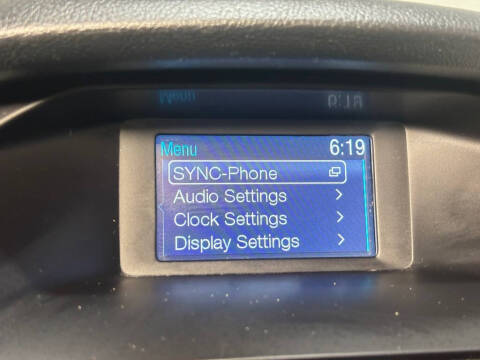 Menu 6:19
SYNC-Phone
Audio Settings
Clock Settings
Display Settings